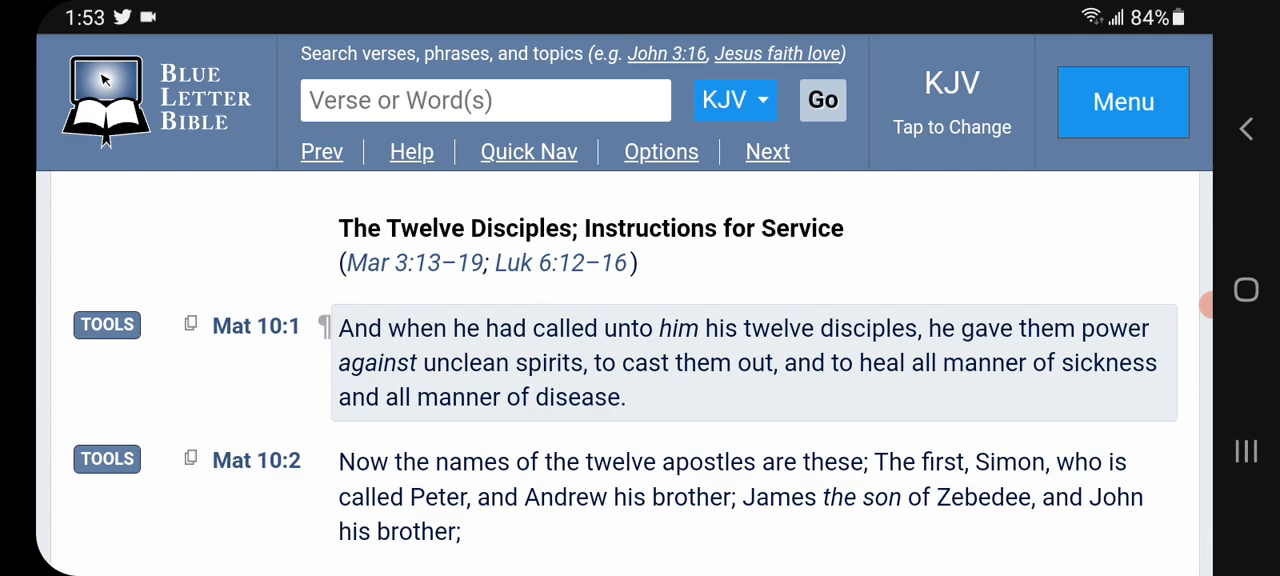 1:53 84%
Search verses, phrases, and topics (e.g. John 3:16, Jesus faith love)
BLUE
LETTER
BIBLE
Verse or Word(s) KJV Go
KJV
Tap to Change
Menu
Prev Help Quick Nav Options Next
The Twelve Disciples; Instructions for Service
(Mar 3:13–19; Luk 6:12–16)
TOOLS Mat 10:1 ¶ And when he had called unto him his twelve disciples, he gave them power
against unclean spirits, to cast them out, and to heal all manner of sickness
and all manner of disease.
TOOLS Mat 10:2 Now the names of the twelve apostles are these; The first, Simon, who is
called Peter, and Andrew his brother; James the son of Zebedee, and John
his brother;